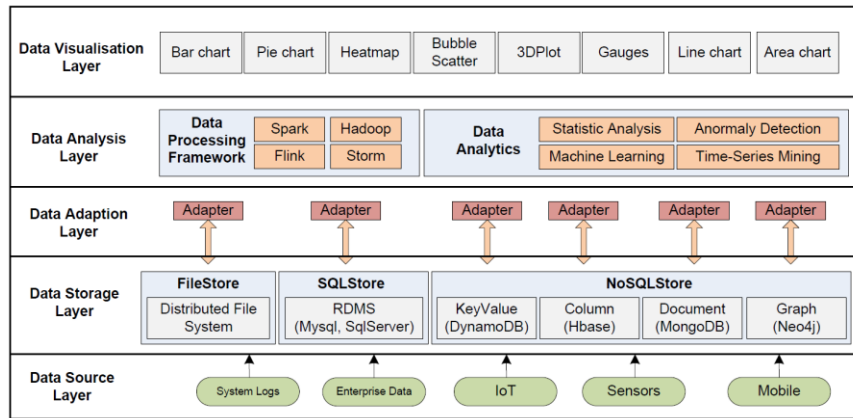 Data Visualisation
Layer
Bar chart
Pie chart
Heatmap
Bubble
Scatter
3DPlot
Gauges
Line chart
Area chart
Data Analysis
Layer
Data
Processing
Framework
Spark
Hadoop
Flink
Storm
Data
Analytics
Statistic Analysis
Anormaly Detection
Machine Learning
Time-Series Mining
Data Adaption
Layer
Adapter
Adapter
Adapter
Adapter
Adapter
Adapter
Data Storage
Layer
FileStore
Distributed File
System
SQLStore
RDMS
(Mysql, SqlServer)
NoSQLStore
KeyValue
(DynamoDB)
Column
(Hbase)
Document
(MongoDB)
Graph
(Neo4j)
Data Source
Layer
System Logs
Enterprise Data
IoT
Sensors
Mobile